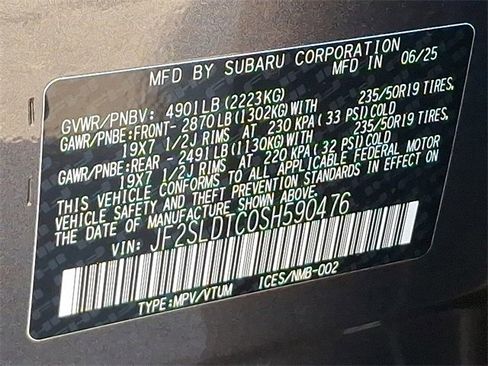 MFD BY SUBARU CORPORATION
MFD IN 06/25
GVWR/PNBV: 4901LB(2223KG)
GAWR/PNBE:FRONT- 2870LB(1302KG)WITH 235/50R19 TIRES
19X7 1/2J RIMS AT 230 KPA(33 PSI)COLD
GAWR/PNBE:REAR - 2491LB(1130KG)WITH 235/50R19 TIRES
19X7 1/2J RIMS AT 220 KPA(32 PSI)COLD
THIS VEHICLE CONFORMS TO ALL APPLICABLE FEDERAL MOTOR
VEHICLE SAFETY AND THEFT PREVENTION STANDARDS IN EFFECT ON
THE DATE OF MANUFACTURE SHOWN ABOVE.
VIN: JF2SLDTC0SH590476
TYPE:MPV/VTUM ICES/NMB-002